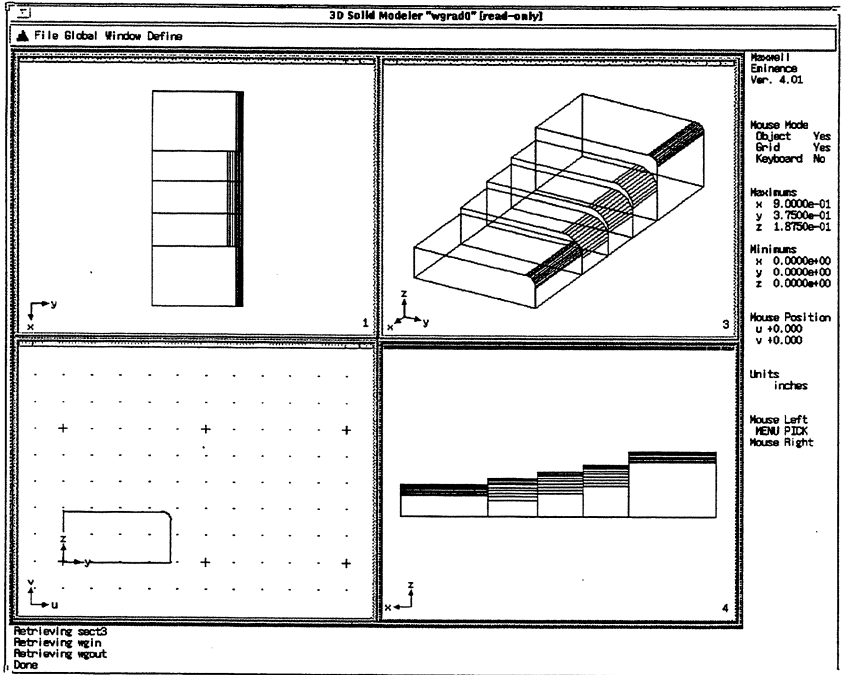 3D Solid Modeler "wgrad0" [read-only]
File Global Window Define
Maxwell
Eminence
Ver. 4.01
Mouse Mode
Object Yes
Grid Yes
Keyboard No
Maximums
x 9.0000e-01
y 3.7500e-01
z 1.8750e-01
Minimums
x 0.0000e+00
y 0.0000e+00
z 0.0000e+00
Mouse Position
u +0.000
v +0.000
Units
inches
Mouse Left
MENU PICK
Mouse Right
y
x
1
z
x
y
3
z
y
v
u
z
x
4
Retrieving sect3
Retrieving wgin
Retrieving wgout
Done